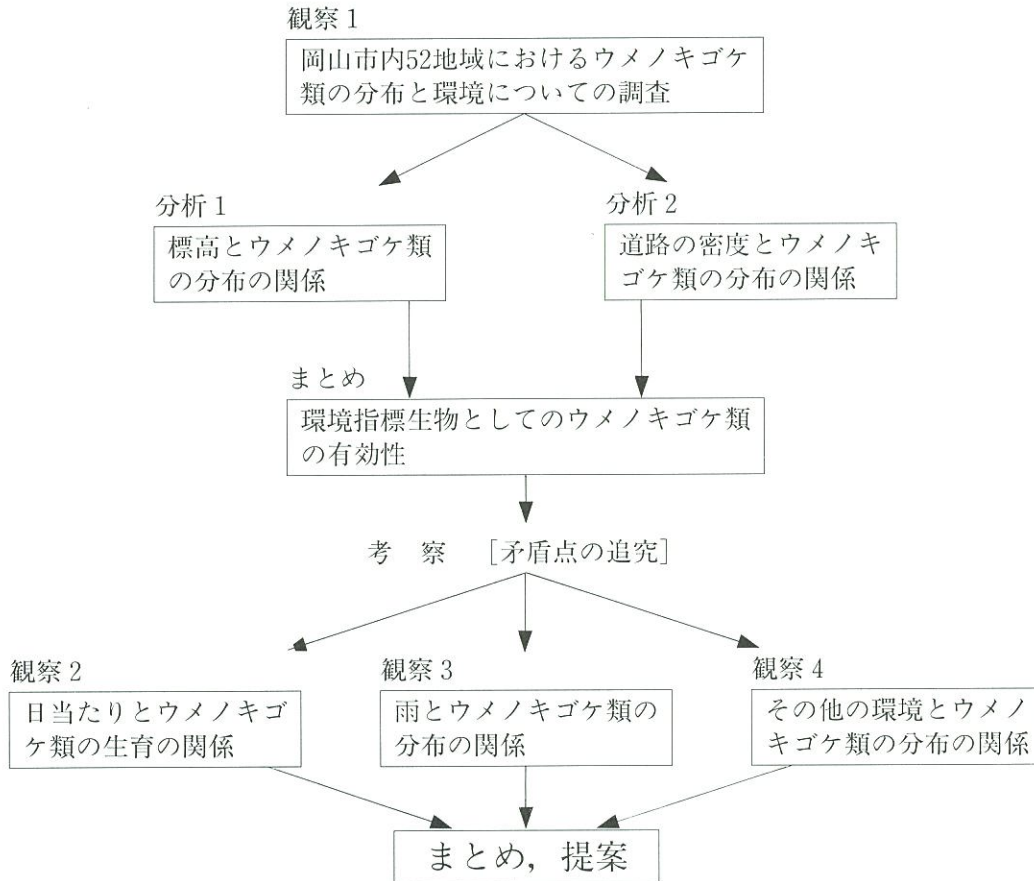 観察1
岡山市内52地域におけるウメノキゴケ
類の分布と環境についての調査
分析1
標高とウメノキゴケ類
の分布の関係
分析2
道路の密度とウメノキ
ゴケ類の分布の関係
まとめ
環境指標生物としてのウメノキゴケ類
の有効性
考 察 [矛盾点の追究]
観察2
日当たりとウメノキゴ
ケ類の生育の関係
観察3
雨とウメノキゴケ類の
分布の関係
観察4
その他の環境とウメノ
キゴケ類の分布の関係
まとめ,提案